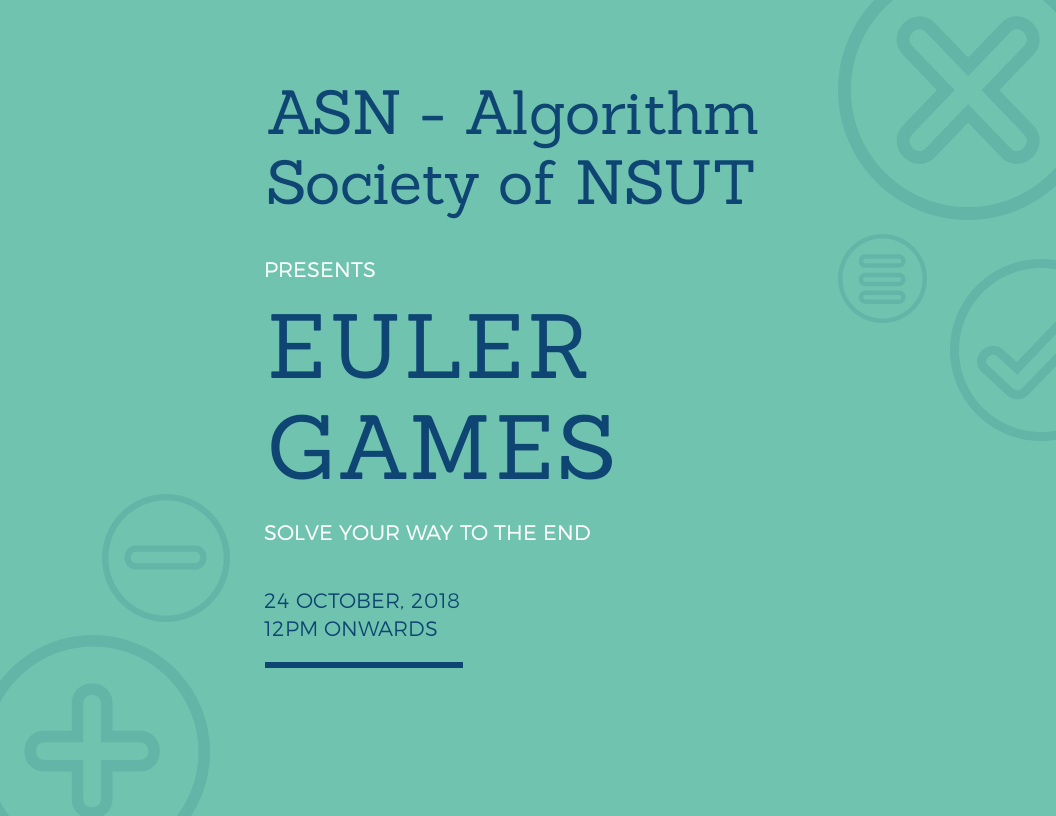 ASN - Algorithm
Society of NSUT
PRESENTS
EULER
GAMES
SOLVE YOUR WAY TO THE END
24 OCTOBER, 2018
12PM ONWARDS